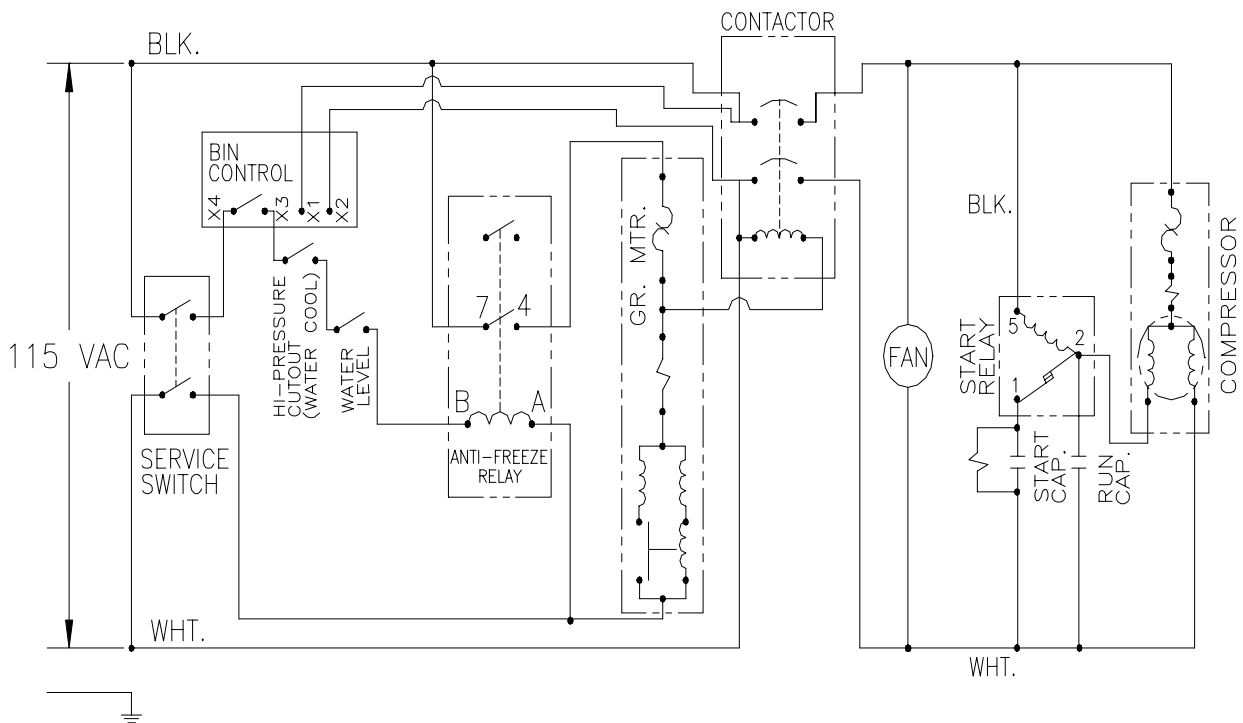 CONTACTOR
BLK.
BIN
CONTROL
X4
X3
X1
X2
115 VAC
SERVICE
SWITCH
HI-PRESSURE
CUTOUT
(WATER COOL)
WATER
LEVEL
7 4
B A
ANTI-FREEZE
RELAY
GR. MTR.
BLK.
FAN
START
RELAY
5
2
1
START
CAP.
RUN
CAP.
COMPRESSOR
WHT.
WHT.